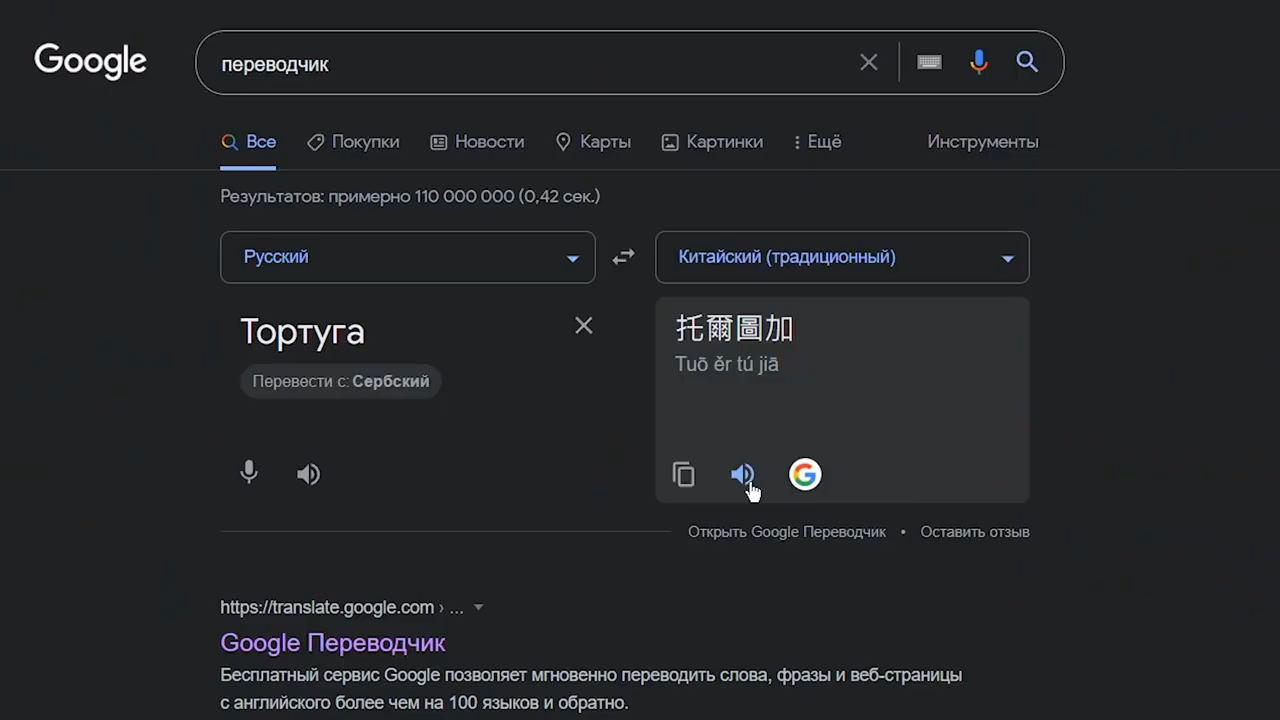 Google
переводчик
Все Покупки Новости Карты Картинки Ещё Инструменты
Результатов: примерно 110 000 000 (0,42 сек.)
Русский Китайский (традиционный)
Тортуга
托爾圖加
Tuō ěr tú jiā
Перевести с: Сербский
Открыть Google Переводчик • Оставить отзыв
https://translate.google.com › ...
Google Переводчик
Бесплатный сервис Google позволяет мгновенно переводить слова, фразы и веб-страницы
с английского более чем на 100 языков и обратно.